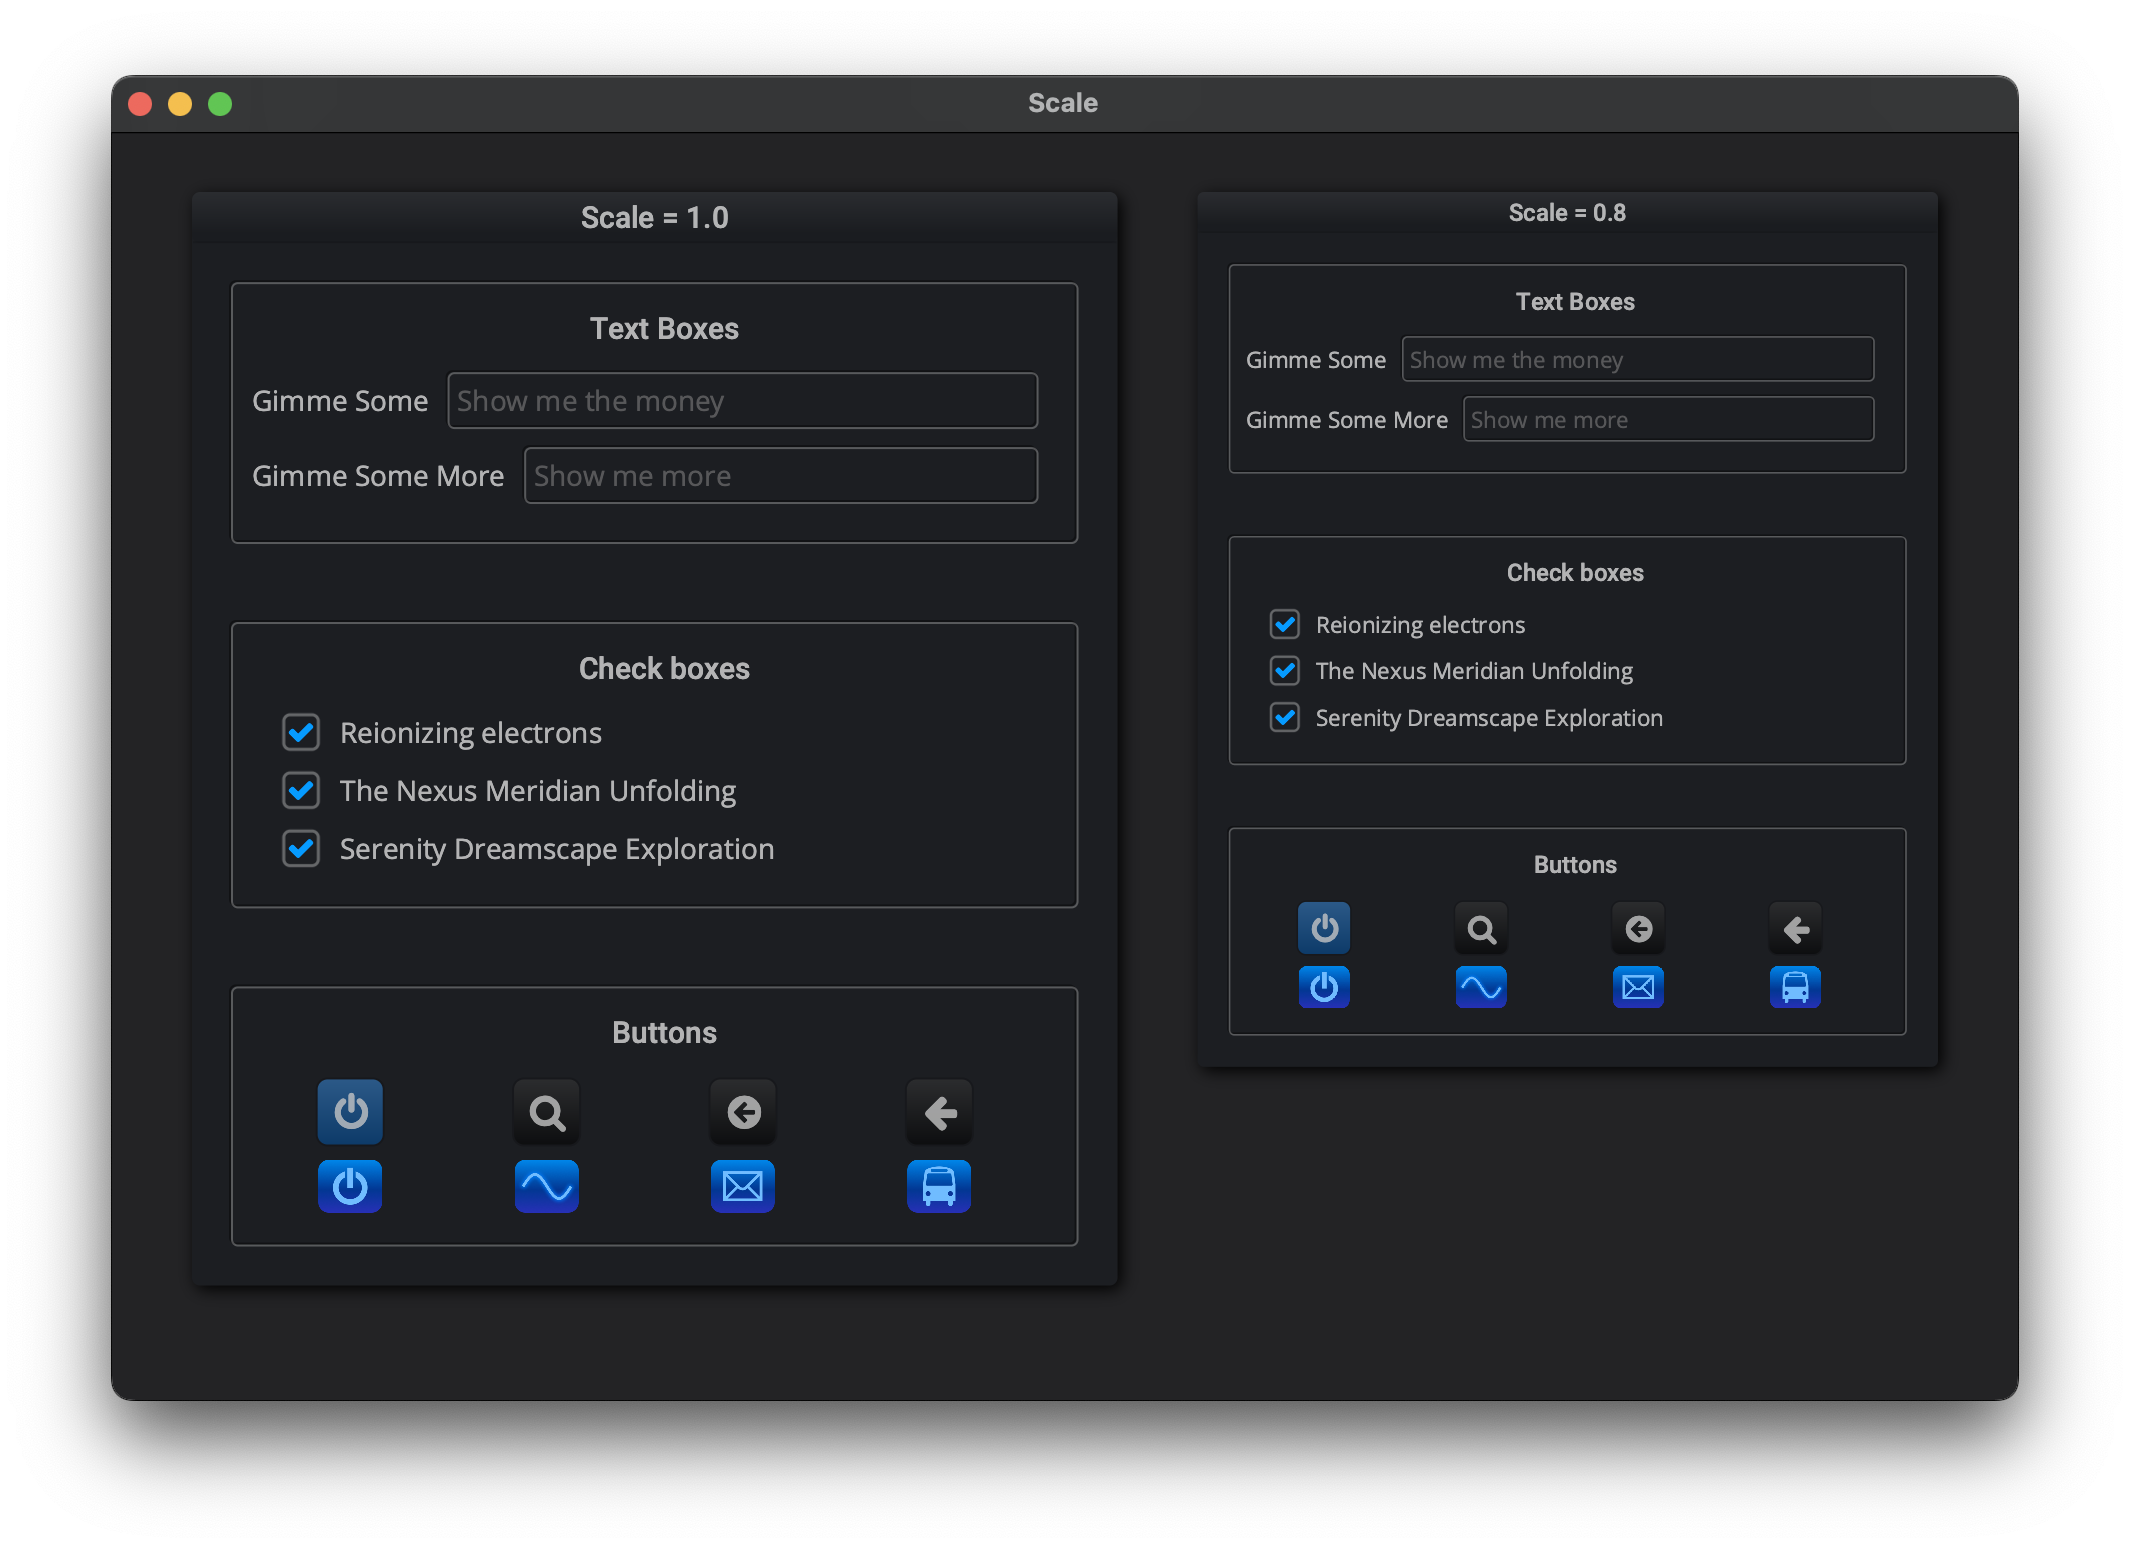 Scale
Scale = 1.0
Text Boxes
Gimme Some Show me the money
Gimme Some More Show me more
Check boxes
Reionizing electrons
The Nexus Meridian Unfolding
Serenity Dreamscape Exploration
Buttons
Scale = 0.8
Text Boxes
Gimme Some Show me the money
Gimme Some More Show me more
Check boxes
Reionizing electrons
The Nexus Meridian Unfolding
Serenity Dreamscape Exploration
Buttons